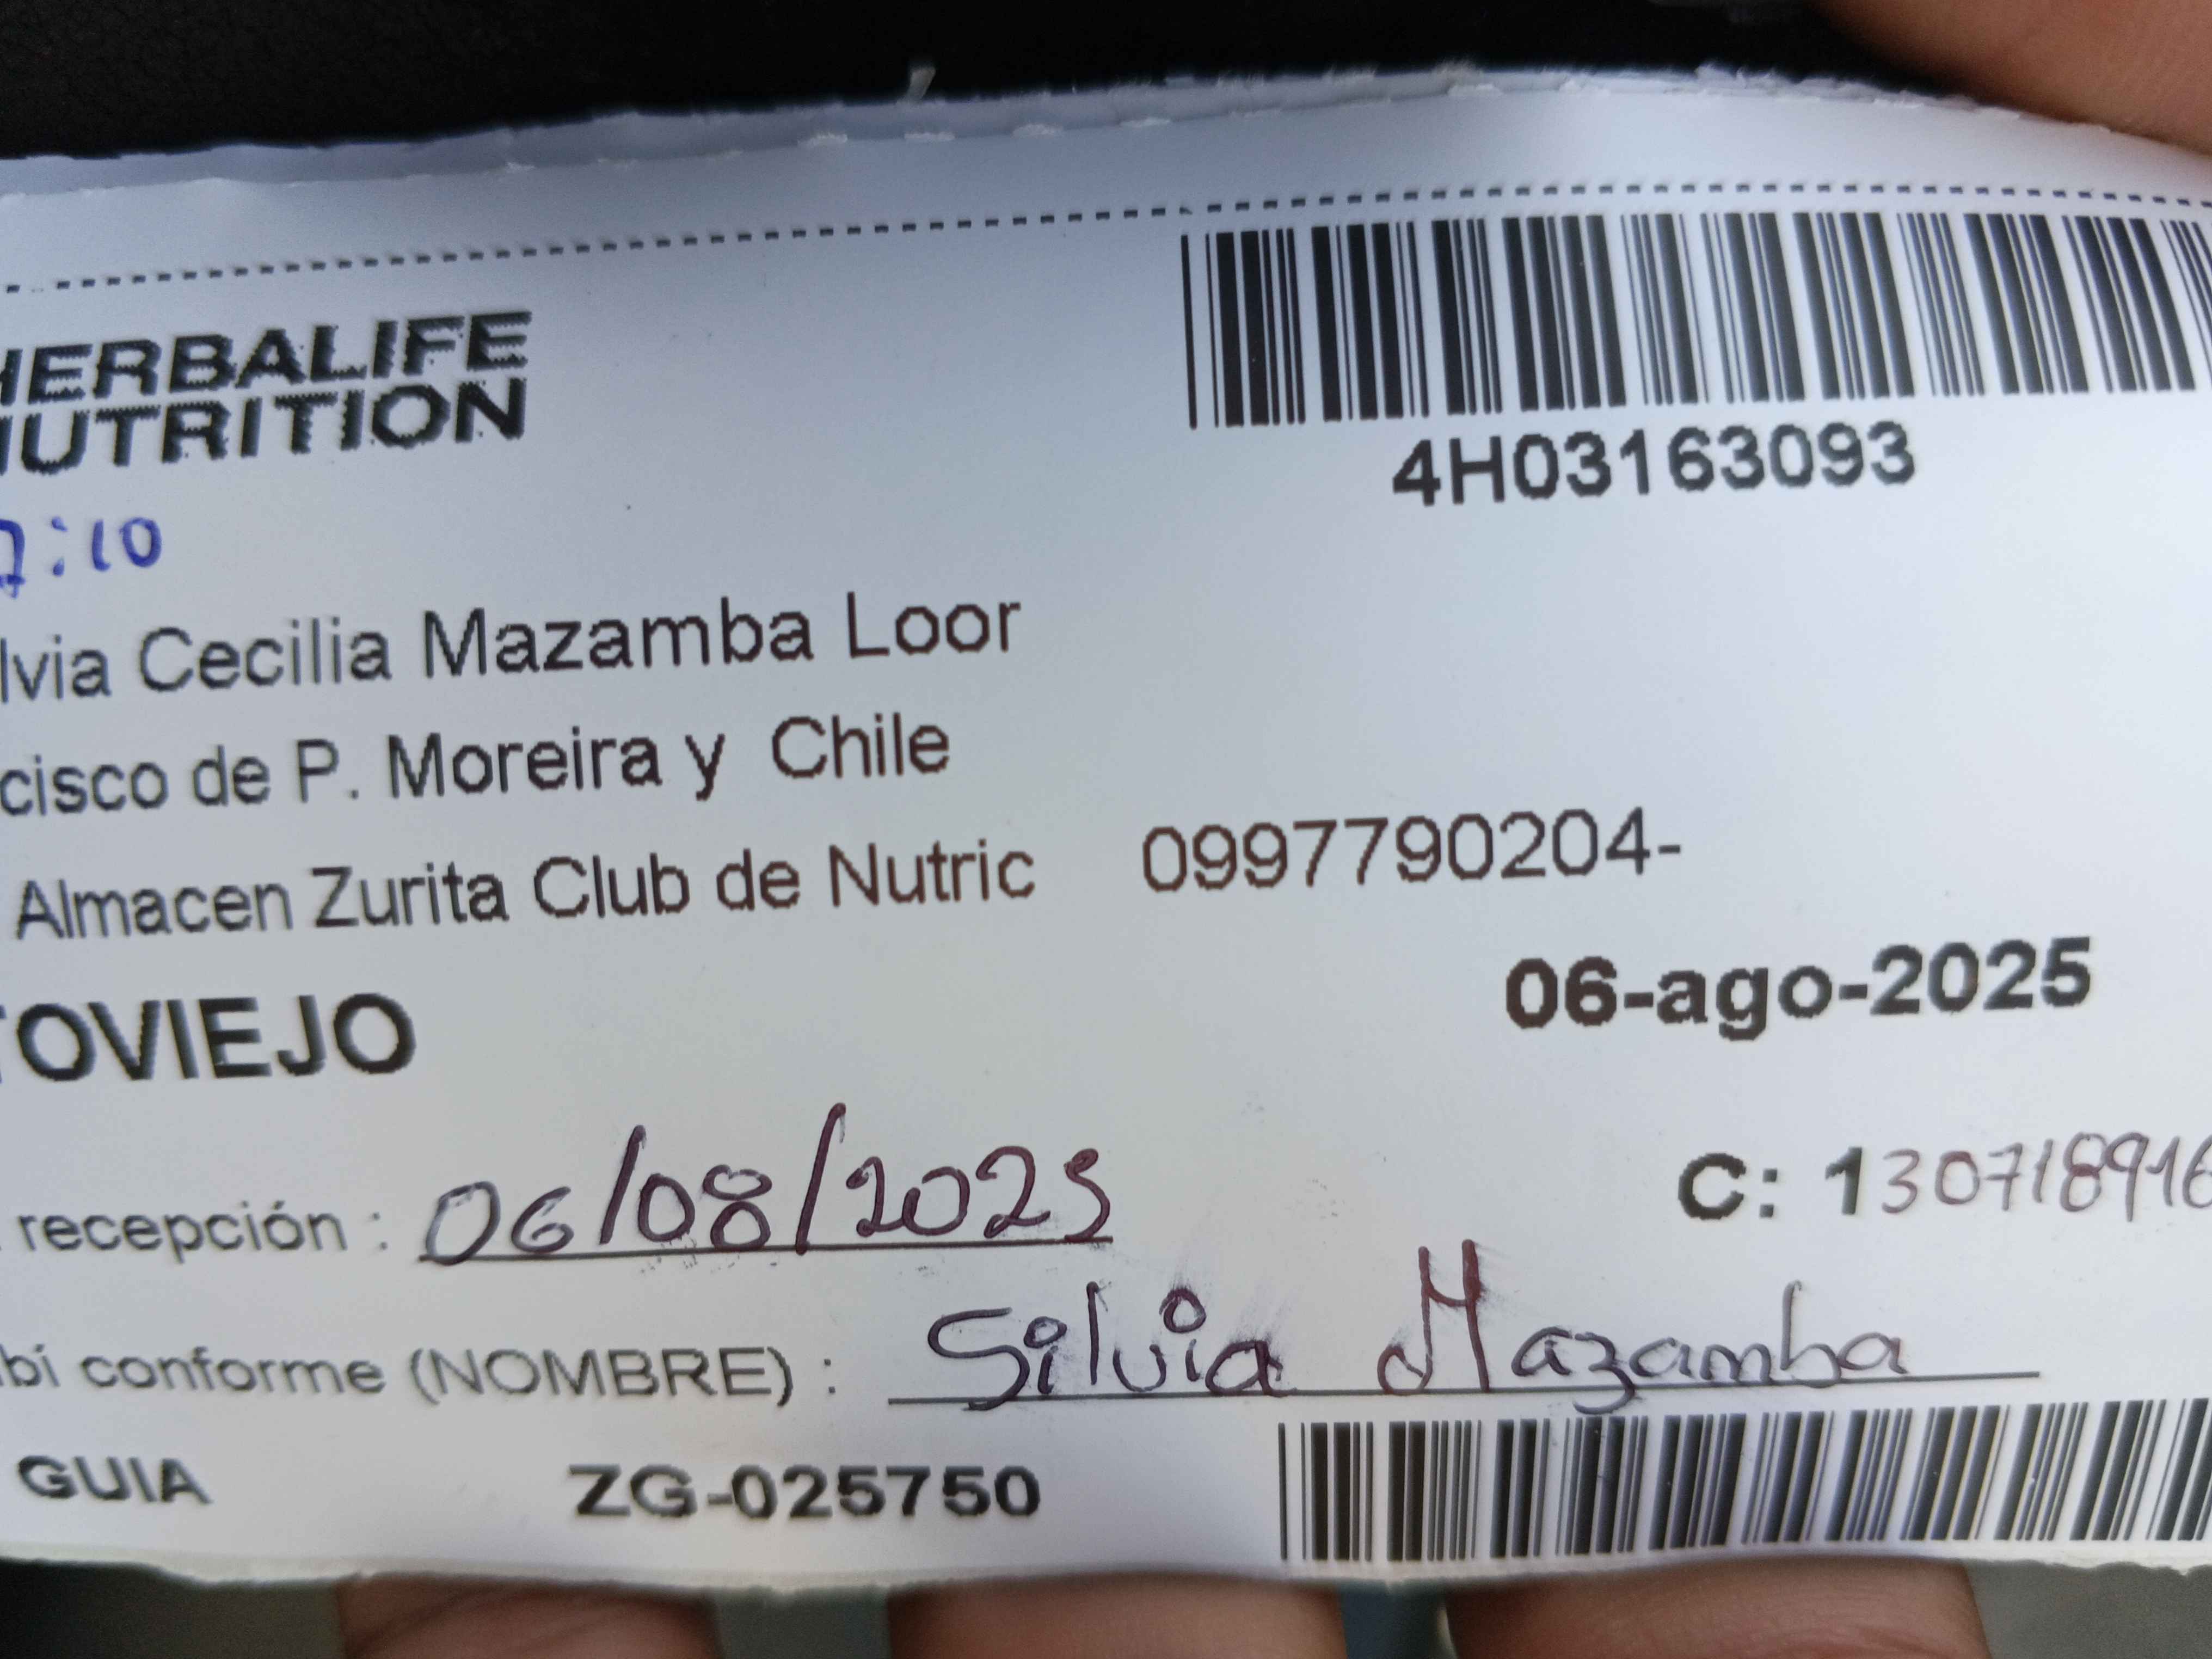 HERBALIFE
NUTRITION
4H03163093
7:10
lvia Cecilia Mazamba Loor
cisco de P. Moreira y Chile
Almacen Zurita Club de Nutric 0997790204-
TOVIEJO
06-ago-2025
recepción : 06/08/2025
C: 130718916
bí conforme (NOMBRE) : Silvia Mazamba
GUIA ZG-025750